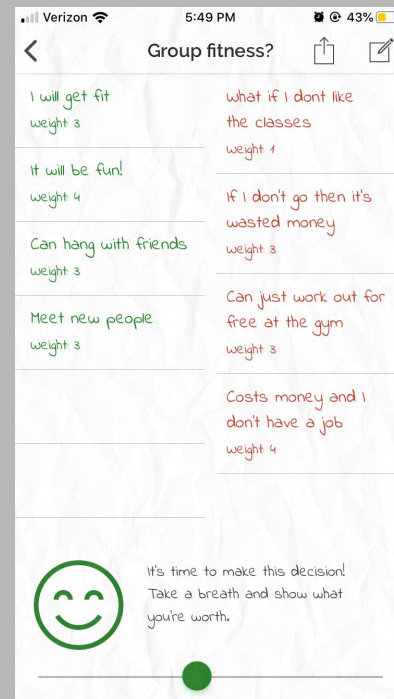 Verizon 5:49 PM 43%
Group fitness?
I will get fit
Weight: 3
It will be fun!
Weight: 4
Can hang with friends
Weight: 3
Meet new people
Weight: 3
What if I dont like
the classes
Weight: 1
If I don't go then it's
wasted money
Weight: 3
Can just work out for
free at the gym
Weight: 3
Costs money and I
don't have a job
Weight: 4
It's time to make this decision!
Take a breath and show what
you're worth.